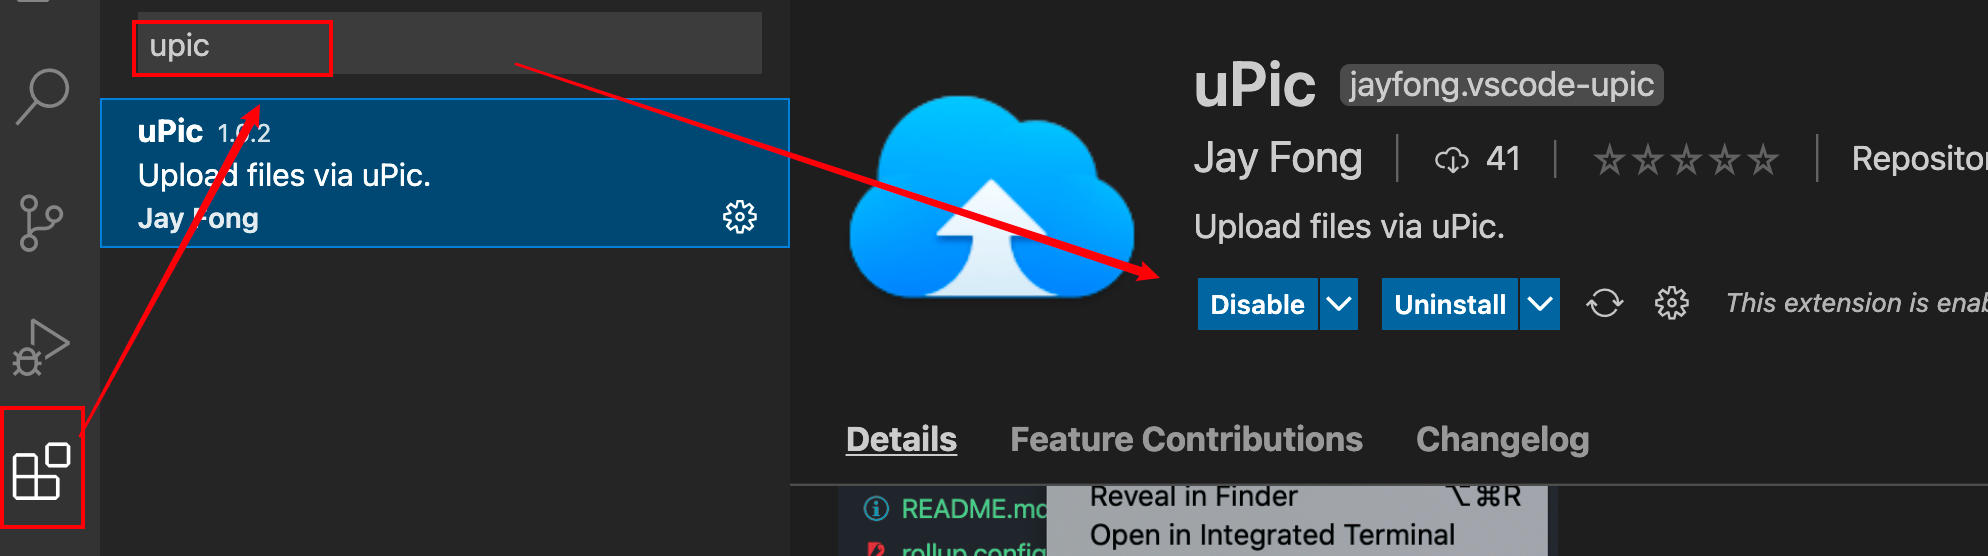 upic
uPic 1.0.2
Upload files via uPic.
Jay Fong
uPic jayfong.vscode-upic
Jay Fong 41 Repositor
Upload files via uPic.
Disable Uninstall This extension is enab
Details Feature Contributions Changelog
Reveal in Finder ⌥⌘R
README.md
Open in Integrated Terminal
rollup.config